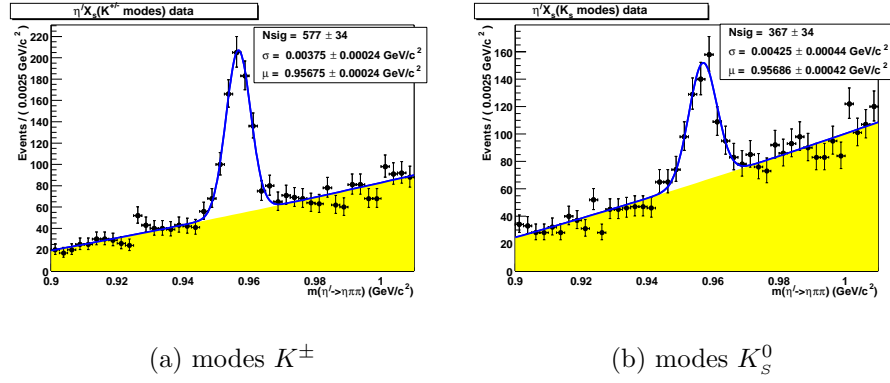 η′X_s(K^{+/-} modes) data
Nsig = 577 ± 34
σ = 0.00375 ± 0.00024 GeV/c²
μ = 0.95675 ± 0.00024 GeV/c²
Events / ( 0.0025 GeV/c² )
220
200
180
160
140
120
100
80
60
40
20
0
0.9 0.92 0.94 0.96 0.98 1
m(η′->ηππ) (GeV/c²)
(a) modes K^±
η′X_s(K_s modes) data
Nsig = 367 ± 34
σ = 0.00425 ± 0.00044 GeV/c²
μ = 0.95686 ± 0.00042 GeV/c²
Events / ( 0.0025 GeV/c² )
160
140
120
100
80
60
40
20
0
0.9 0.92 0.94 0.96 0.98 1
m(η′->ηππ) (GeV/c²)
(b) modes K_S^0